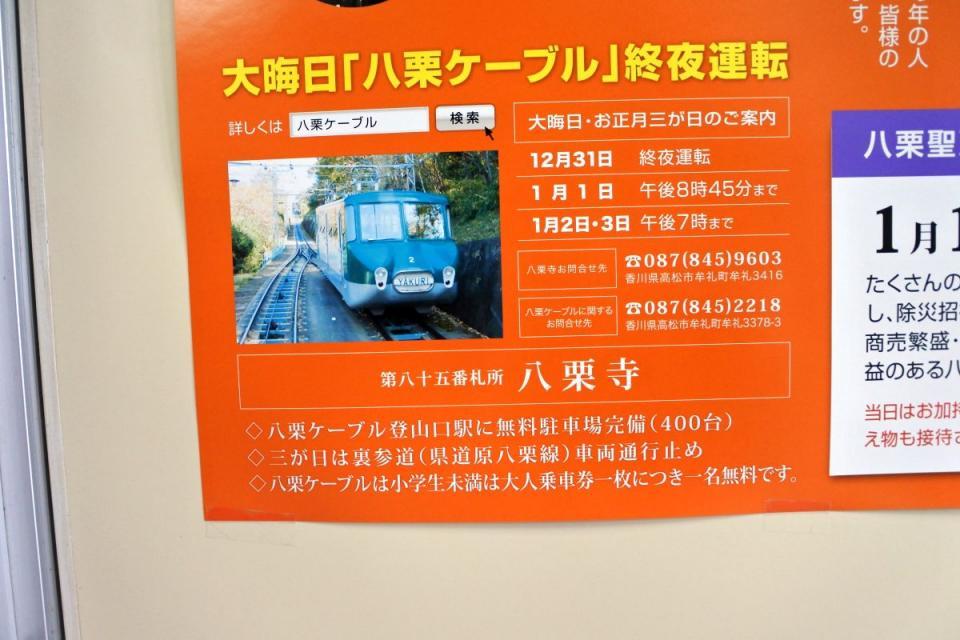 年の人
皆様の
す。
大晦日「八栗ケーブル」終夜運転
詳しくは 八栗ケーブル 検索
大晦日・お正月三が日のご案内
12月31日 終夜運転
1月1日 午後8時45分まで
1月2日・3日 午後7時まで
八栗寺お問合せ先
☎087(845)9603
香川県高松市牟礼町牟礼3416
八栗ケーブルに関する
お問合せ先
☎087(845)2218
香川県高松市牟礼町牟礼3378-3
2
YAKURI
第八十五番札所 八栗寺
◇八栗ケーブル登山口駅に無料駐車場完備(400台)
◇三が日は裏参道(県道原八栗線)車両通行止め
◇八栗ケーブルは小学生未満は大人乗車券一枚につき一名無料です。
八栗聖
1月1
たくさんの
し、除災招
商売繁盛・
益のある八
当日はお加持
え物も接待さ